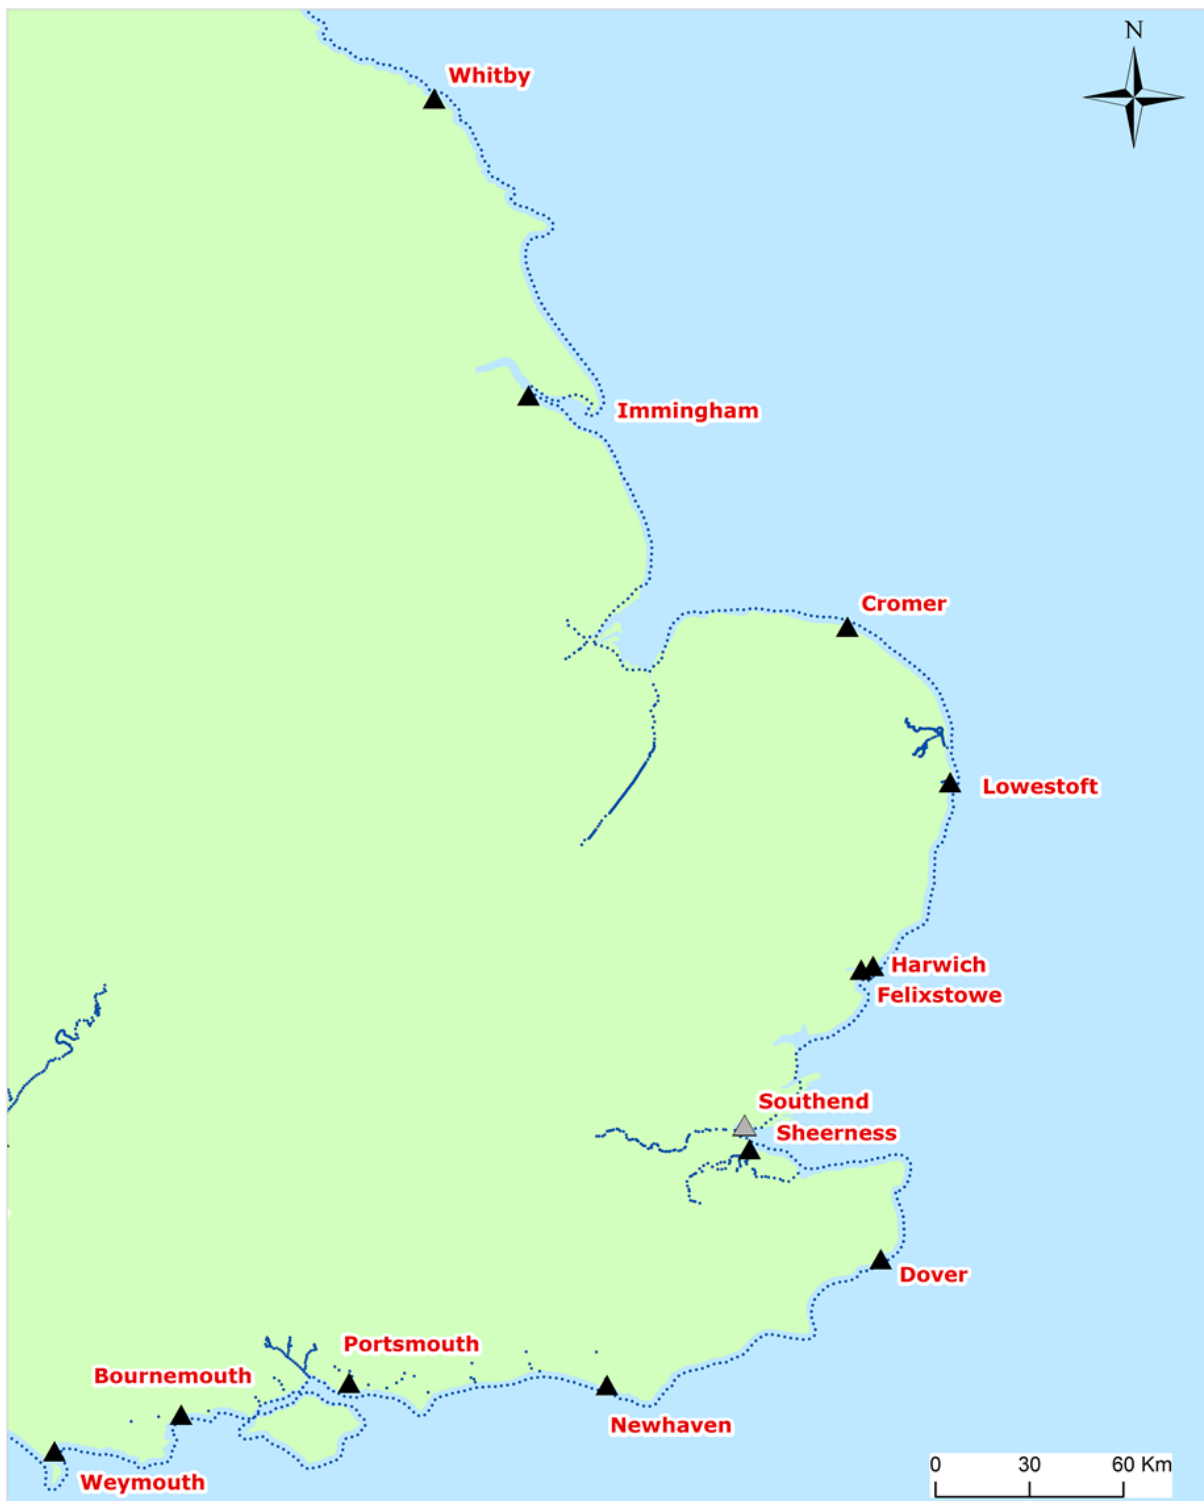 N
Whitby
Immingham
Cromer
Lowestoft
Harwich
Felixstowe
Southend
Sheerness
Dover
Portsmouth
Bournemouth
Newhaven
Weymouth
0 30 60 Km